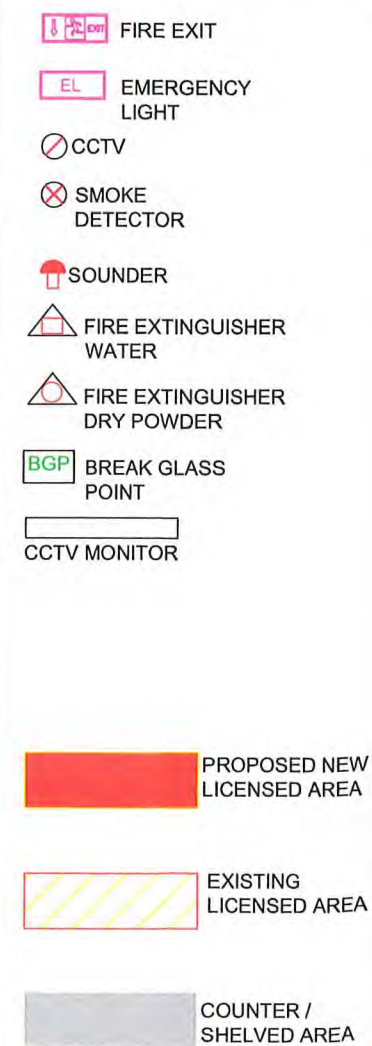 EXIT FIRE EXIT
EL EMERGENCY
LIGHT
CCTV
SMOKE
DETECTOR
SOUNDER
FIRE EXTINGUISHER
WATER
FIRE EXTINGUISHER
DRY POWDER
BGP BREAK GLASS
POINT
CCTV MONITOR
PROPOSED NEW
LICENSED AREA
EXISTING
LICENSED AREA
COUNTER /
SHELVED AREA